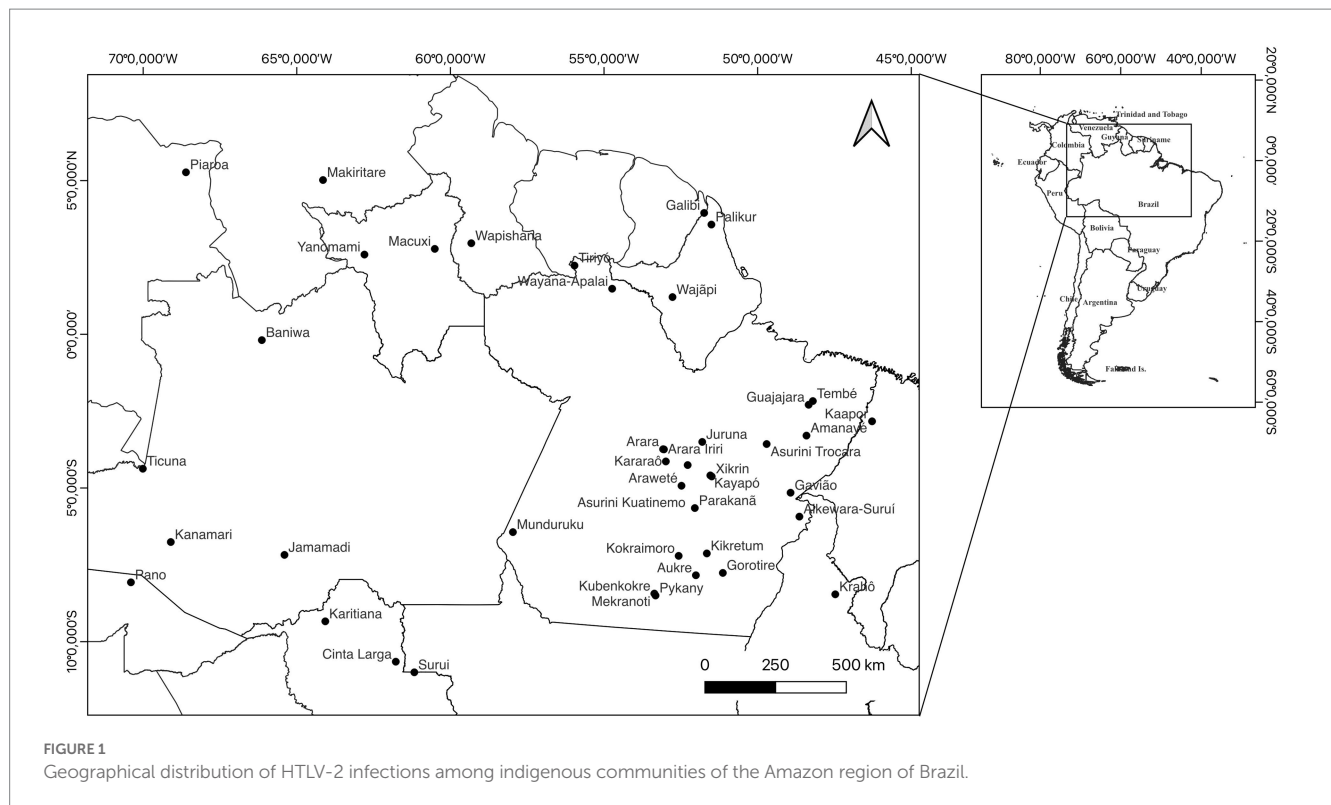 70°0,000'W
65°0,000'W
60°0,000'W
55°0,000'W
50°0,000'W
45°0,000'W
5°0,000'N
0°0,000'
5°0,000'S
10°0,000'S
Piaroa
Makiritare
Yanomami
Macuxi
Wapishana
Galibi
Palikur
Tiriyó
Wayana-Apalai
Wajãpi
Baniwa
Guajajara
Tembé
Kaapor
Amanayé
Juruna
Arara
Arara Iriri
Asurini Trocara
Kararaô
Xikrin
Araweté
Kayapó
Gavião
Asurini Kuatinemo
Parakanã
Aikewara-Suruí
Ticuna
Munduruku
Kanamari
Jamamadi
Kokraimoro
Kikretum
Pano
Aukre
Gorotire
Kubenkokre
Pykany
Mekranoti
Krahô
Karitiana
Cinta Larga
Surui
0
250
500 km
80°0,000'W
60°0,000'W
40°0,000'W
20°0,000'N
0°0,000'
20°0,000'S
40°0,000'S
60°0,000'S
Trinidad and Tobago
Venezuela
Guyana
Suriname
Colombia
Ecuador
Peru
Brazil
Bolivia
Paraguay
Chile
Argentina
Uruguay
Falkland Is.
FIGURE 1
Geographical distribution of HTLV-2 infections among indigenous communities of the Amazon region of Brazil.